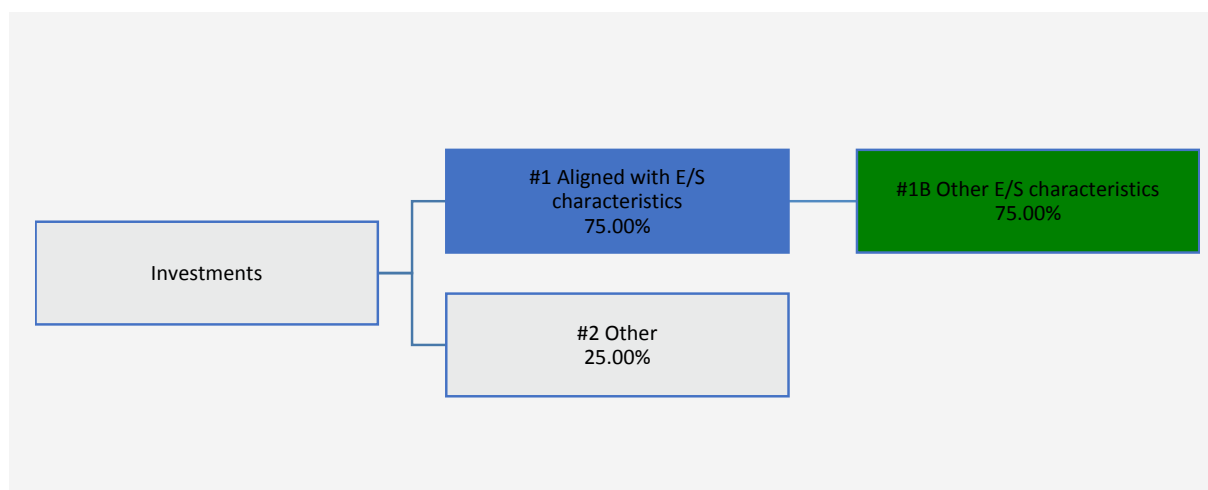 Investments
#1 Aligned with E/S
characteristics
75.00%
#1B Other E/S characteristics
75.00%
#2 Other
25.00%